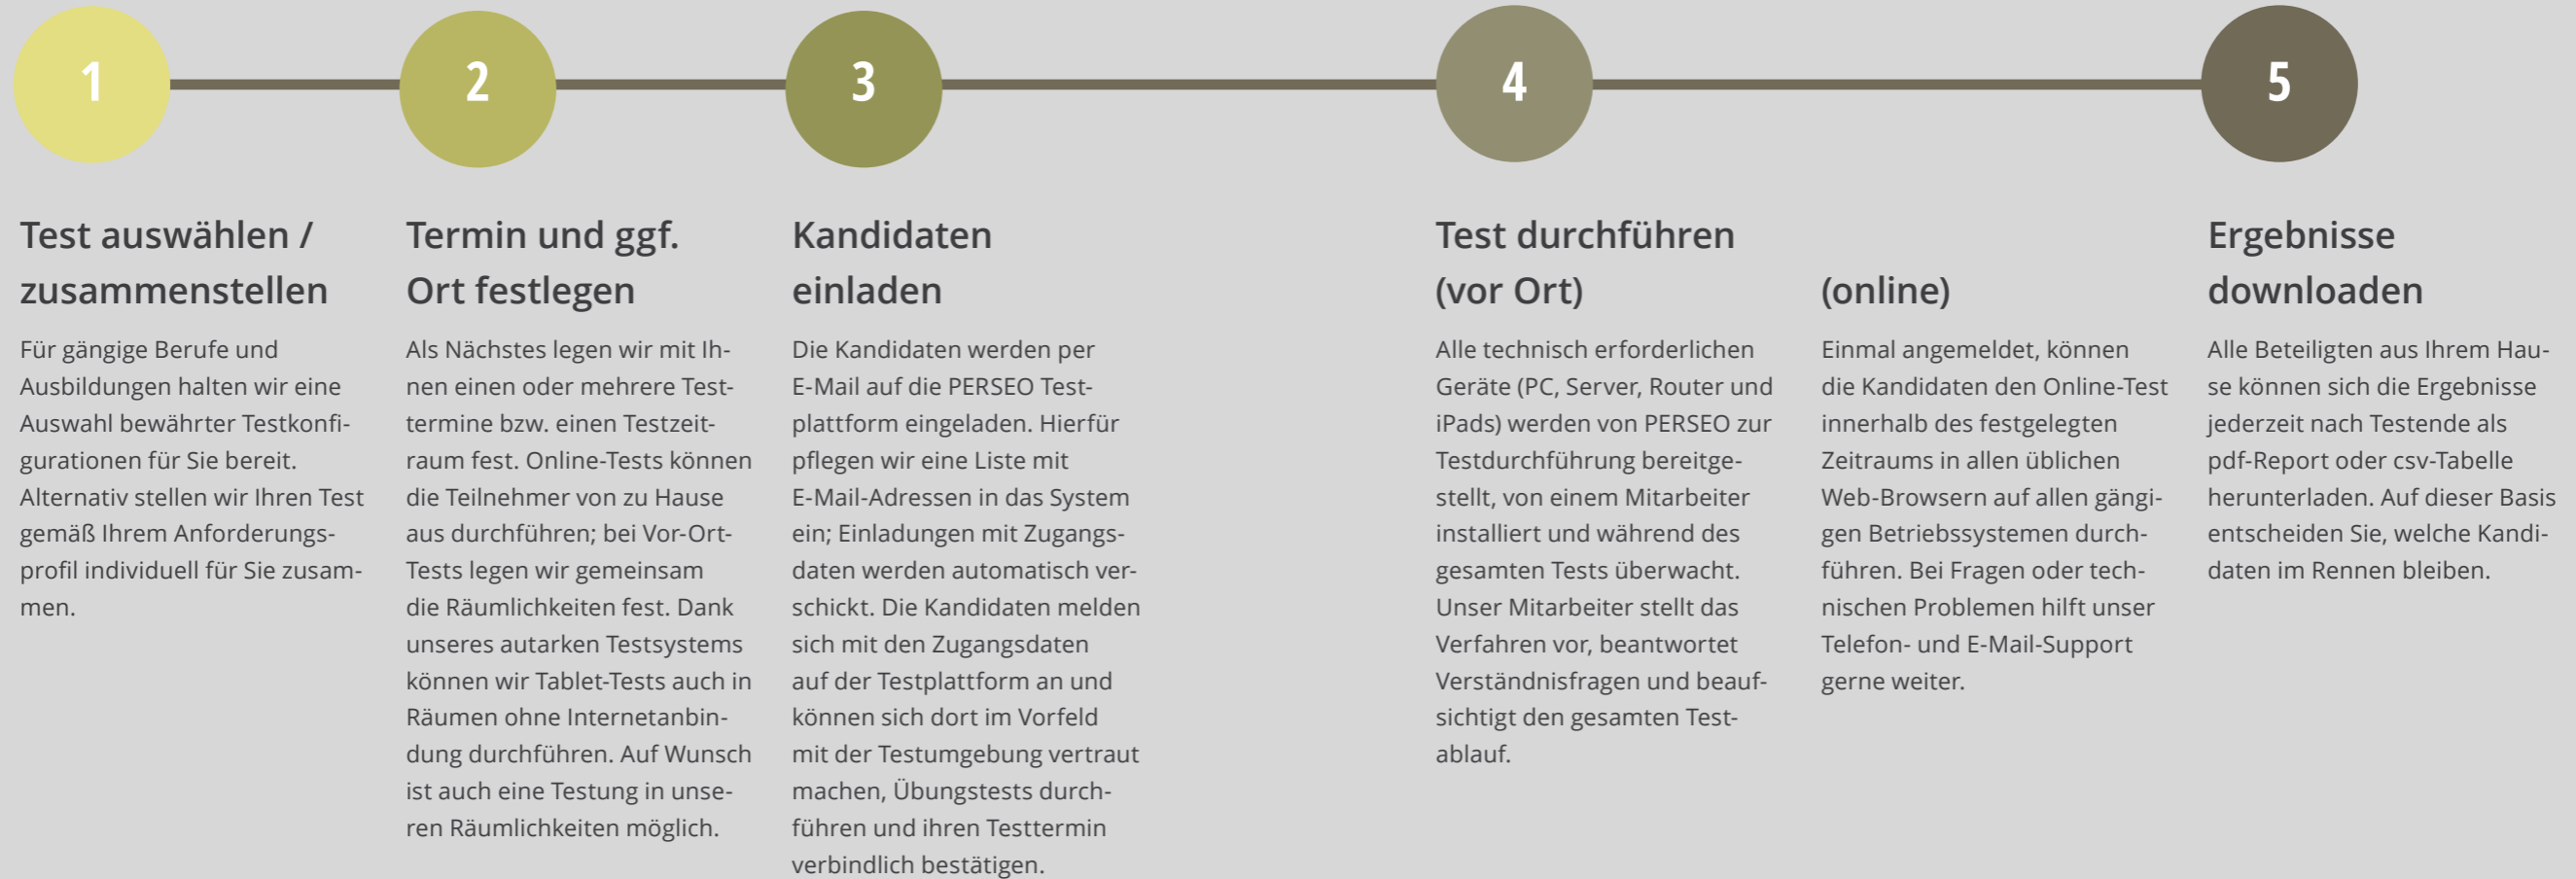 1
2
3
4
5
Test auswählen /
zusammenstellen
Für gängige Berufe und
Ausbildungen halten wir eine
Auswahl bewährter Testkonfi-
gurationen für Sie bereit.
Alternativ stellen wir Ihren Test
gemäß Ihrem Anforderungs-
profil individuell für Sie zusam-
men.
Termin und ggf.
Ort festlegen
Als Nächstes legen wir mit Ih-
nen einen oder mehrere Test-
termine bzw. einen Testzeit-
raum fest. Online-Tests können
die Teilnehmer von zu Hause
aus durchführen; bei Vor-Ort-
Tests legen wir gemeinsam
die Räumlichkeiten fest. Dank
unseres autarken Testsystems
können wir Tablet-Tests auch in
Räumen ohne Internetanbin-
dung durchführen. Auf Wunsch
ist auch eine Testung in unse-
ren Räumlichkeiten möglich.
Kandidaten
einladen
Die Kandidaten werden per
E-Mail auf die PERSEO Test-
plattform eingeladen. Hierfür
pflegen wir eine Liste mit
E-Mail-Adressen in das System
ein; Einladungen mit Zugangs-
daten werden automatisch ver-
schickt. Die Kandidaten melden
sich mit den Zugangsdaten
auf der Testplattform an und
können sich dort im Vorfeld
mit der Testumgebung vertraut
machen, Übungstests durch-
führen und ihren Testtermin
verbindlich bestätigen.
Test durchführen
(vor Ort)
Alle technisch erforderlichen
Geräte (PC, Server, Router und
iPads) werden von PERSEO zur
Testdurchführung bereitge-
stellt, von einem Mitarbeiter
installiert und während des
gesamten Tests überwacht.
Unser Mitarbeiter stellt das
Verfahren vor, beantwortet
Verständnisfragen und beauf-
sichtigt den gesamten Test-
ablauf.
(online)
Einmal angemeldet, können
die Kandidaten den Online-Test
innerhalb des festgelegten
Zeitraums in allen üblichen
Web-Browsern auf allen gängi-
gen Betriebssystemen durch-
führen. Bei Fragen oder tech-
nischen Problemen hilft unser
Telefon- und E-Mail-Support
gerne weiter.
Ergebnisse
downloaden
Alle Beteiligten aus Ihrem Hau-
se können sich die Ergebnisse
jederzeit nach Testende als
pdf-Report oder csv-Tabelle
herunterladen. Auf dieser Basis
entscheiden Sie, welche Kandi-
daten im Rennen bleiben.